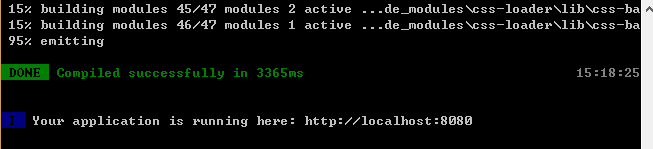 15% building modules 45/47 modules 2 active ...de_modules\css-loader\lib\css-ba
15% building modules 46/47 modules 1 active ...de_modules\css-loader\lib\css-ba
95% emitting
DONE Compiled successfully in 3365ms 15:18:25
I Your application is running here: http://localhost:8080